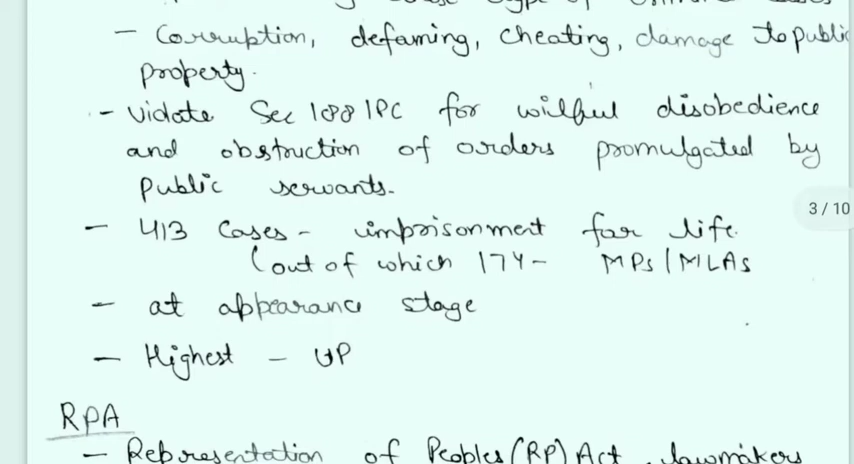 - Corruption, defaming, cheating, damage to public
property.
- violate Sec 188 IPC for wilful disobedience
and obstruction of orders promulgated by
public servants.
- 413 Cases - imprisonment for life.
(out of which 174 - MPs/MLAs
- at appearance stage
- Highest - UP
RPA
- Representation of Peoples (RP) Act, lawmakers
3 / 10